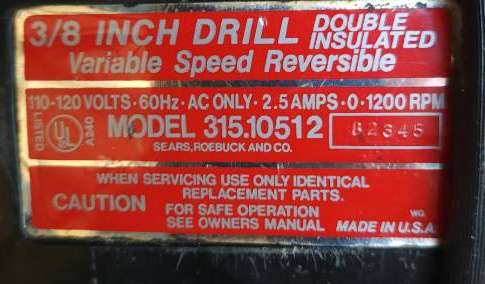 3/8 INCH DRILL DOUBLE INSULATED
Variable Speed Reversible
110-120 VOLTS · 60Hz · AC ONLY · 2.5 AMPS · 0-1200 RPM
LISTED UL A340 MODEL 315.10512 B2345
SEARS, ROEBUCK AND CO.
WHEN SERVICING USE ONLY IDENTICAL
REPLACEMENT PARTS.
CAUTION
FOR SAFE OPERATION
SEE OWNERS MANUAL
WG
MADE IN U.S.A.